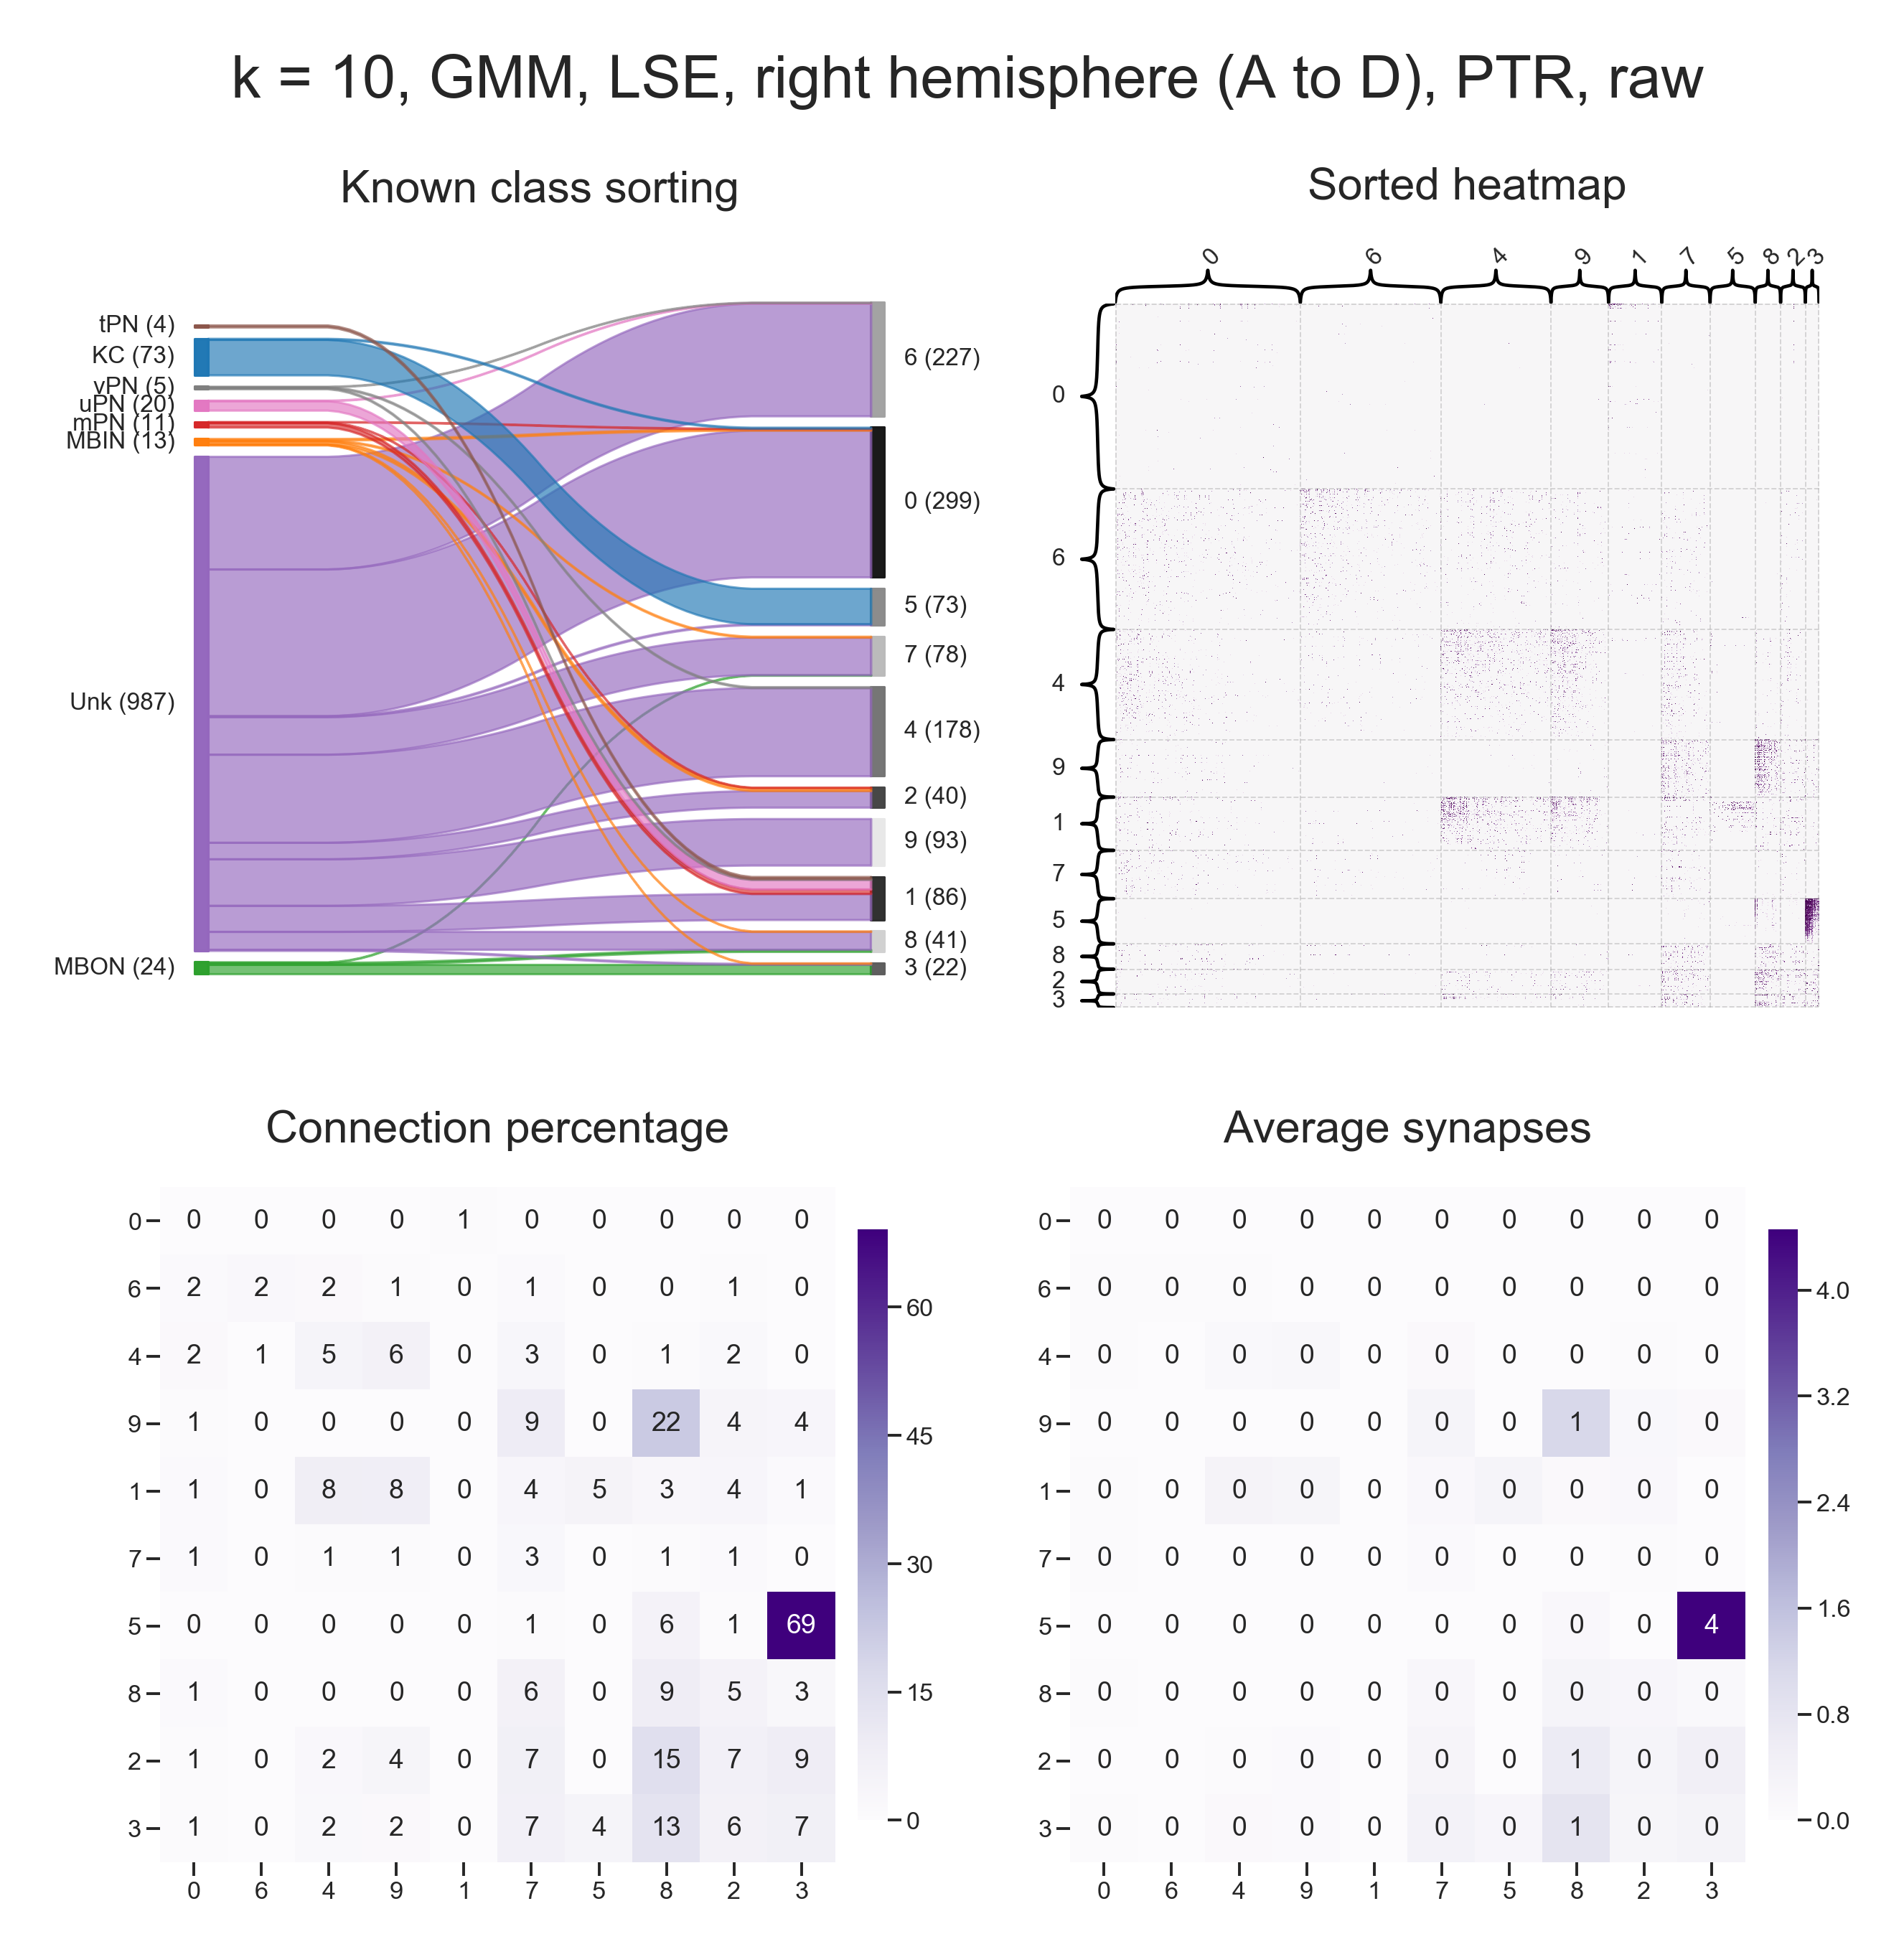 k = 10, GMM, LSE, right hemisphere (A to D), PTR, raw
Known class sorting
tPN (4)
KC (73)
vPN (5)
uPN (20)
mPN (11)
MBIN (13)
Unk (987)
MBON (24)
6 (227)
0 (299)
5 (73)
7 (78)
4 (178)
2 (40)
9 (93)
1 (86)
8 (41)
3 (22)
Sorted heatmap
0 6 4 9 1 7 5 8 2 3
0
6
4
9
1
7
5
8
2
3
Connection percentage
0 0 0 0 0 1 0 0 0 0 0
6 2 2 2 1 0 1 0 0 1 0
4 2 1 5 6 0 3 0 1 2 0
9 1 0 0 0 0 9 0 22 4 4
1 1 0 8 8 0 4 5 3 4 1
7 1 0 1 1 0 3 0 1 1 0
5 0 0 0 0 0 1 0 6 1 69
8 1 0 0 0 0 6 0 9 5 3
2 1 0 2 4 0 7 0 15 7 9
3 1 0 2 2 0 7 4 13 6 7
0 6 4 9 1 7 5 8 2 3
60
45
30
15
0
Average synapses
0 0 0 0 0 0 0 0 0 0 0
6 0 0 0 0 0 0 0 0 0 0
4 0 0 0 0 0 0 0 0 0 0
9 0 0 0 0 0 0 0 1 0 0
1 0 0 0 0 0 0 0 0 0 0
7 0 0 0 0 0 0 0 0 0 0
5 0 0 0 0 0 0 0 0 0 4
8 0 0 0 0 0 0 0 0 0 0
2 0 0 0 0 0 0 0 1 0 0
3 0 0 0 0 0 0 0 1 0 0
0 6 4 9 1 7 5 8 2 3
4.0
3.2
2.4
1.6
0.8
0.0